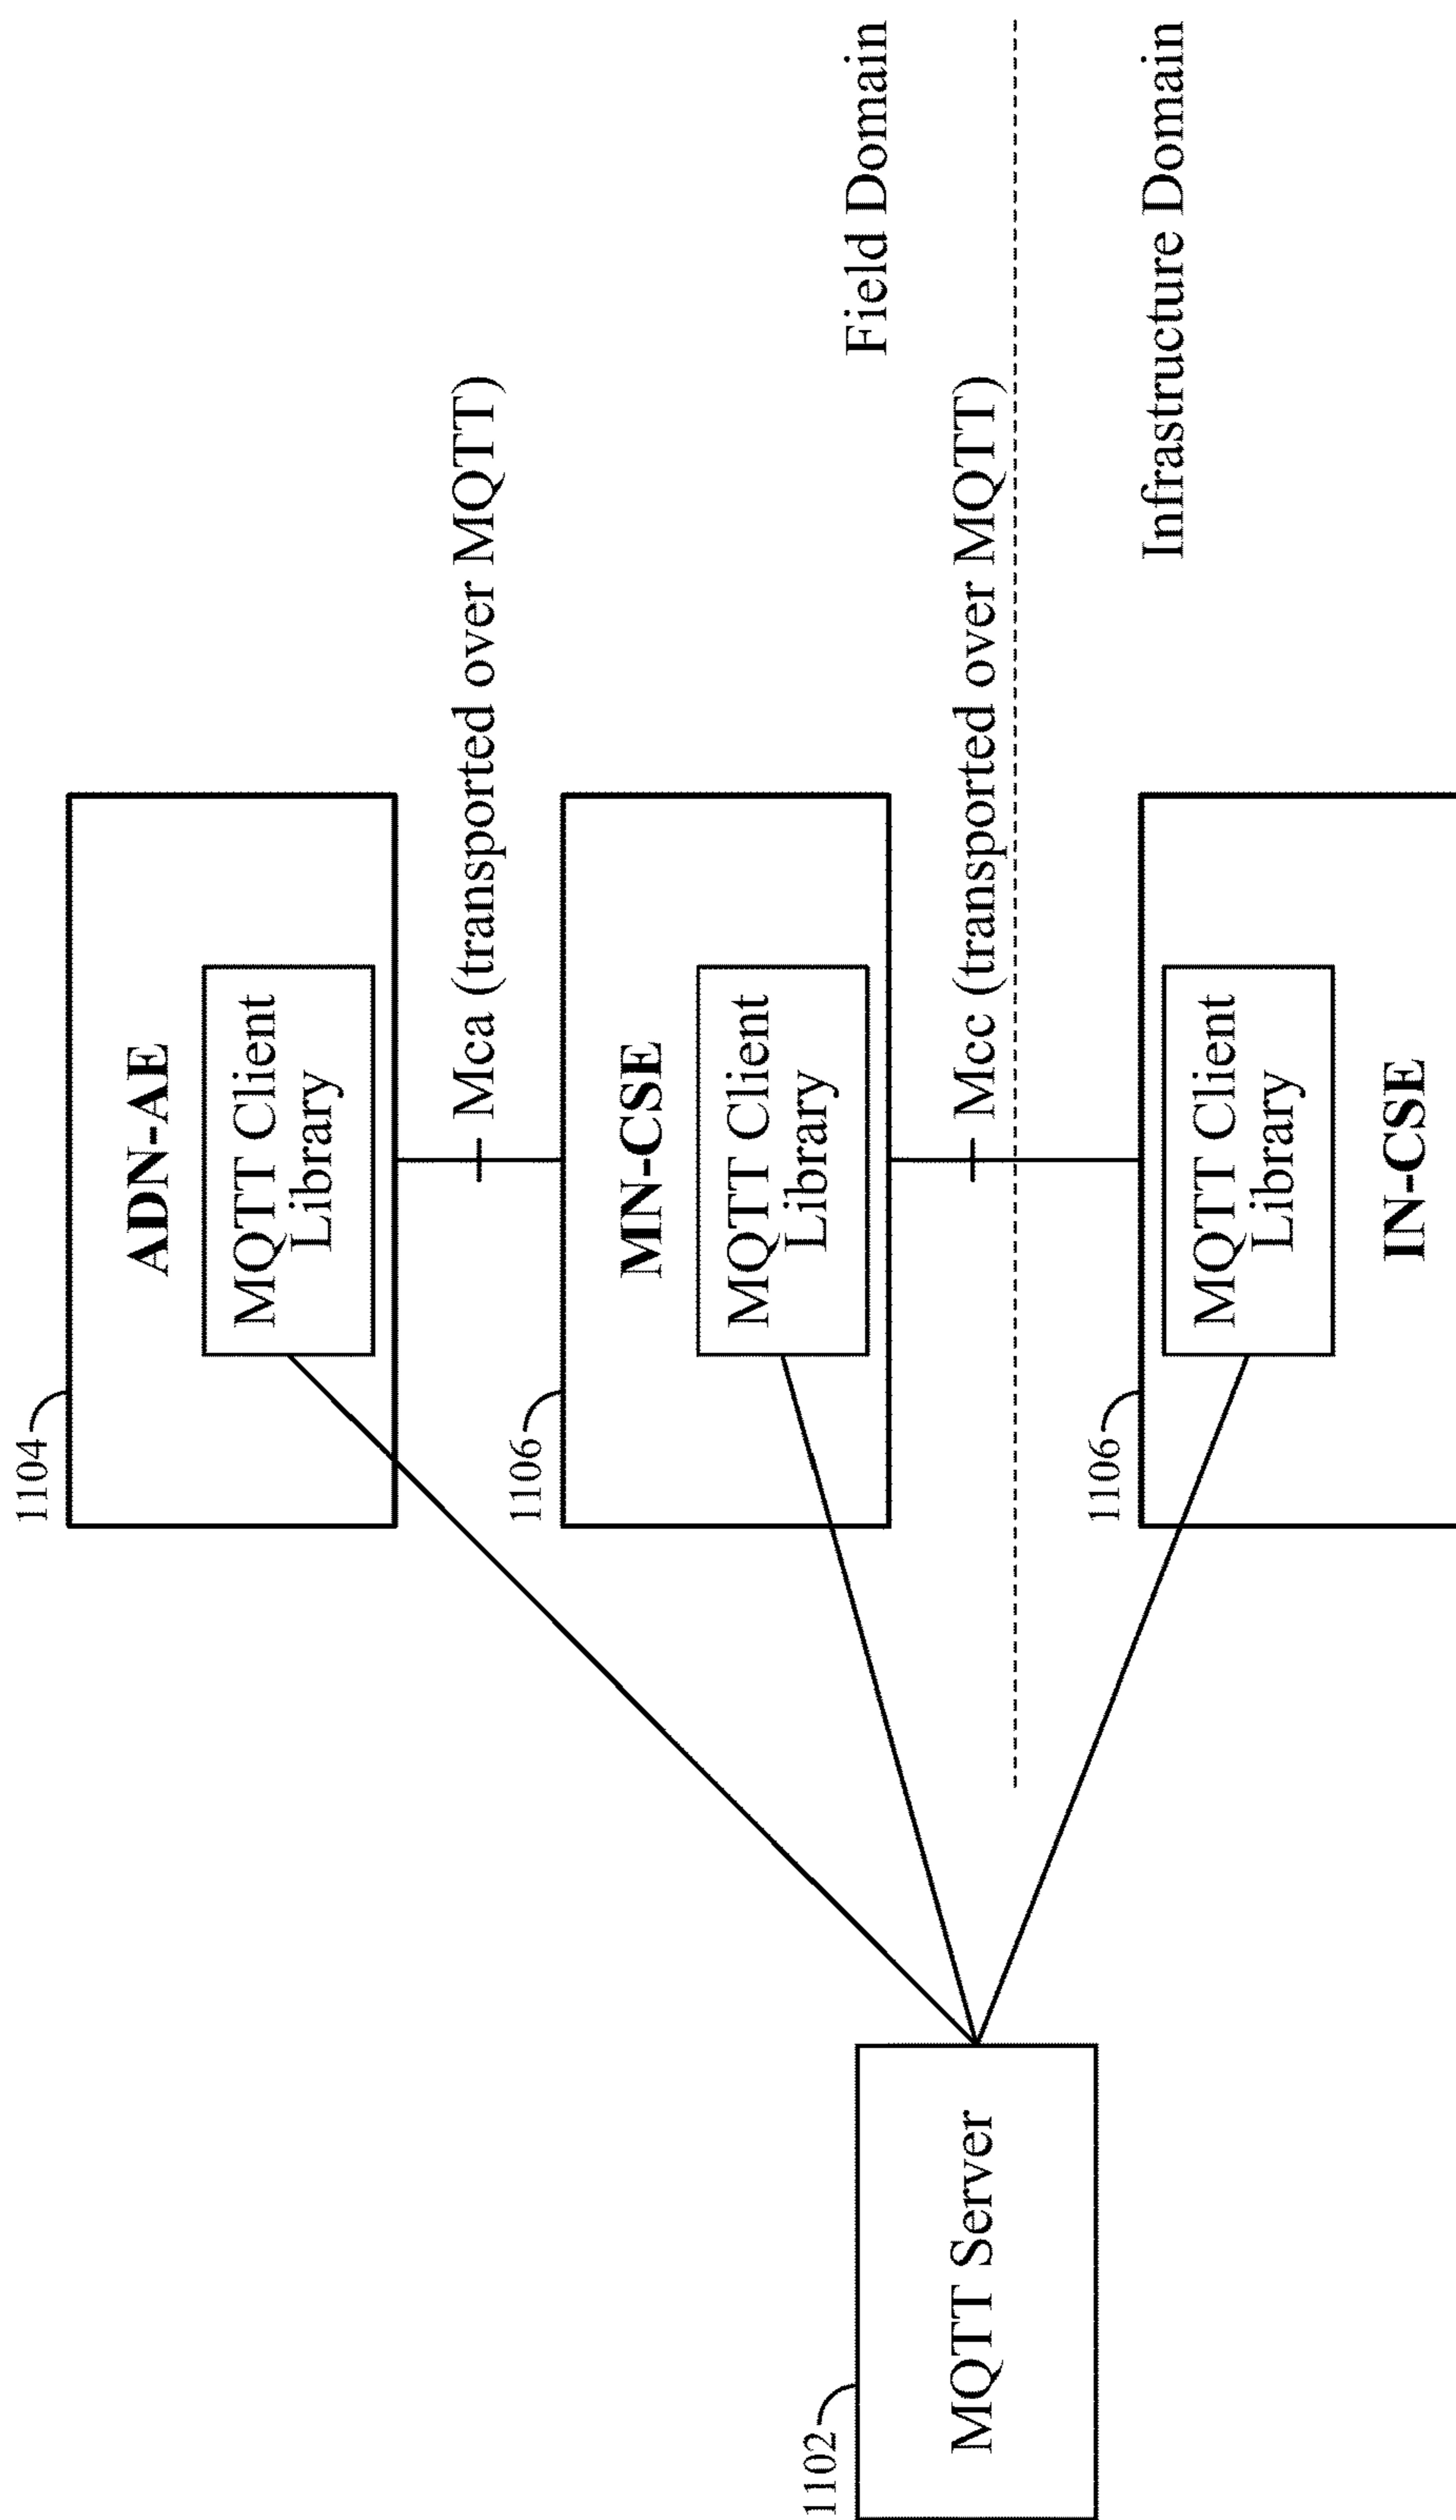 1104
ADN-AE
MQTT Client
Library
Mca (transported over MQTT)
1106
MN-CSE
MQTT Client
Library
Mcc (transported over MQTT)
Field Domain
Infrastructure Domain
1102
MQTT Server
1106
MQTT Client
Library
IN-CSE